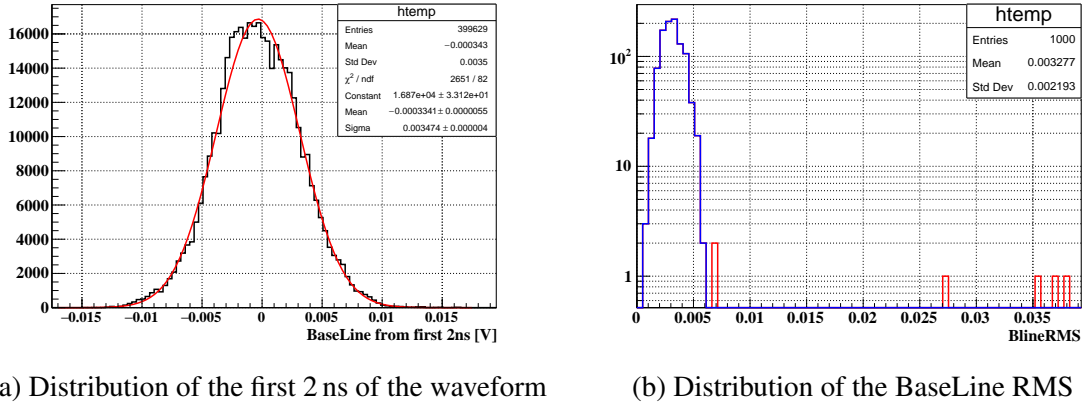 htemp
Entries 399629
Mean −0.000343
Std Dev 0.0035
χ² / ndf 2651 / 82
Constant 1.687e+04 ± 3.312e+01
Mean −0.0003341 ± 0.0000055
Sigma 0.003474 ± 0.000004
16000
14000
12000
10000
8000
6000
4000
2000
0
−0.015 −0.01 −0.005 0 0.005 0.01 0.015
BaseLine from first 2ns [V]
htemp
Entries 1000
Mean 0.003277
Std Dev 0.002193
10²
10
1
0 0.005 0.01 0.015 0.02 0.025 0.03 0.035
BlineRMS
a) Distribution of the first 2 ns of the waveform
(b) Distribution of the BaseLine RMS